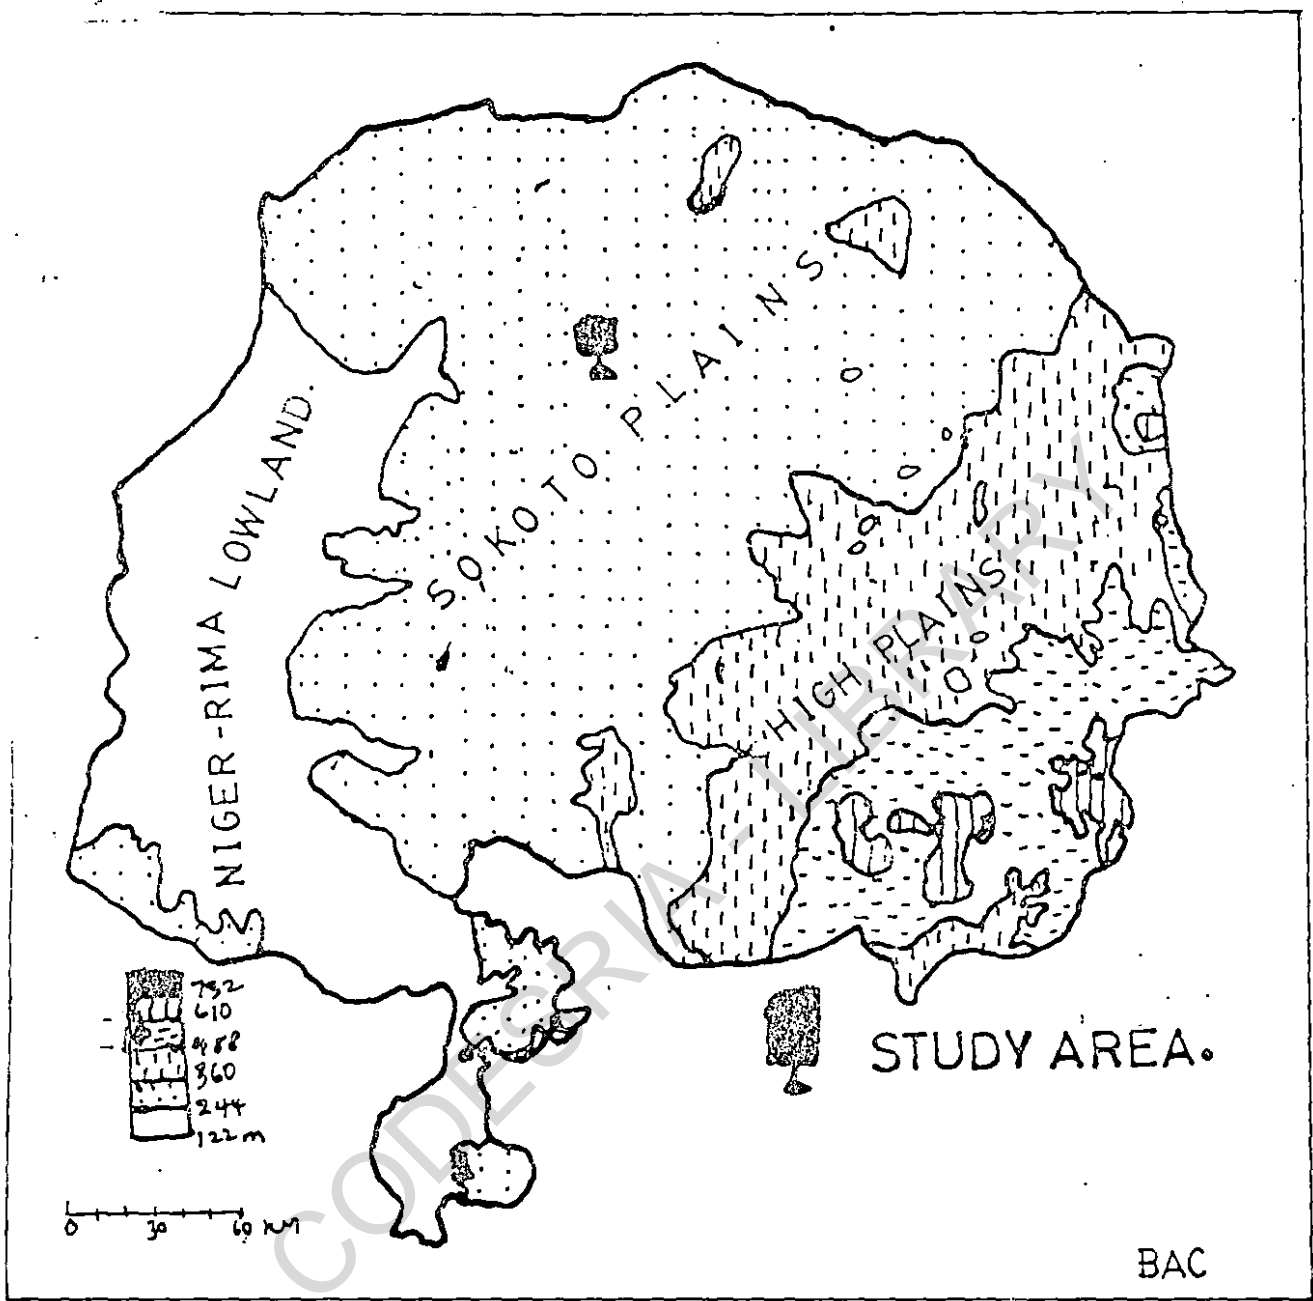 SOKOTO PLAINS
NIGER-RIMA LOWLAND
HIGH PLAINS
732
610
488
360
244
122 m
STUDY AREA.
0 30 60 KM
BAC
CODESRIA - LIBRARY